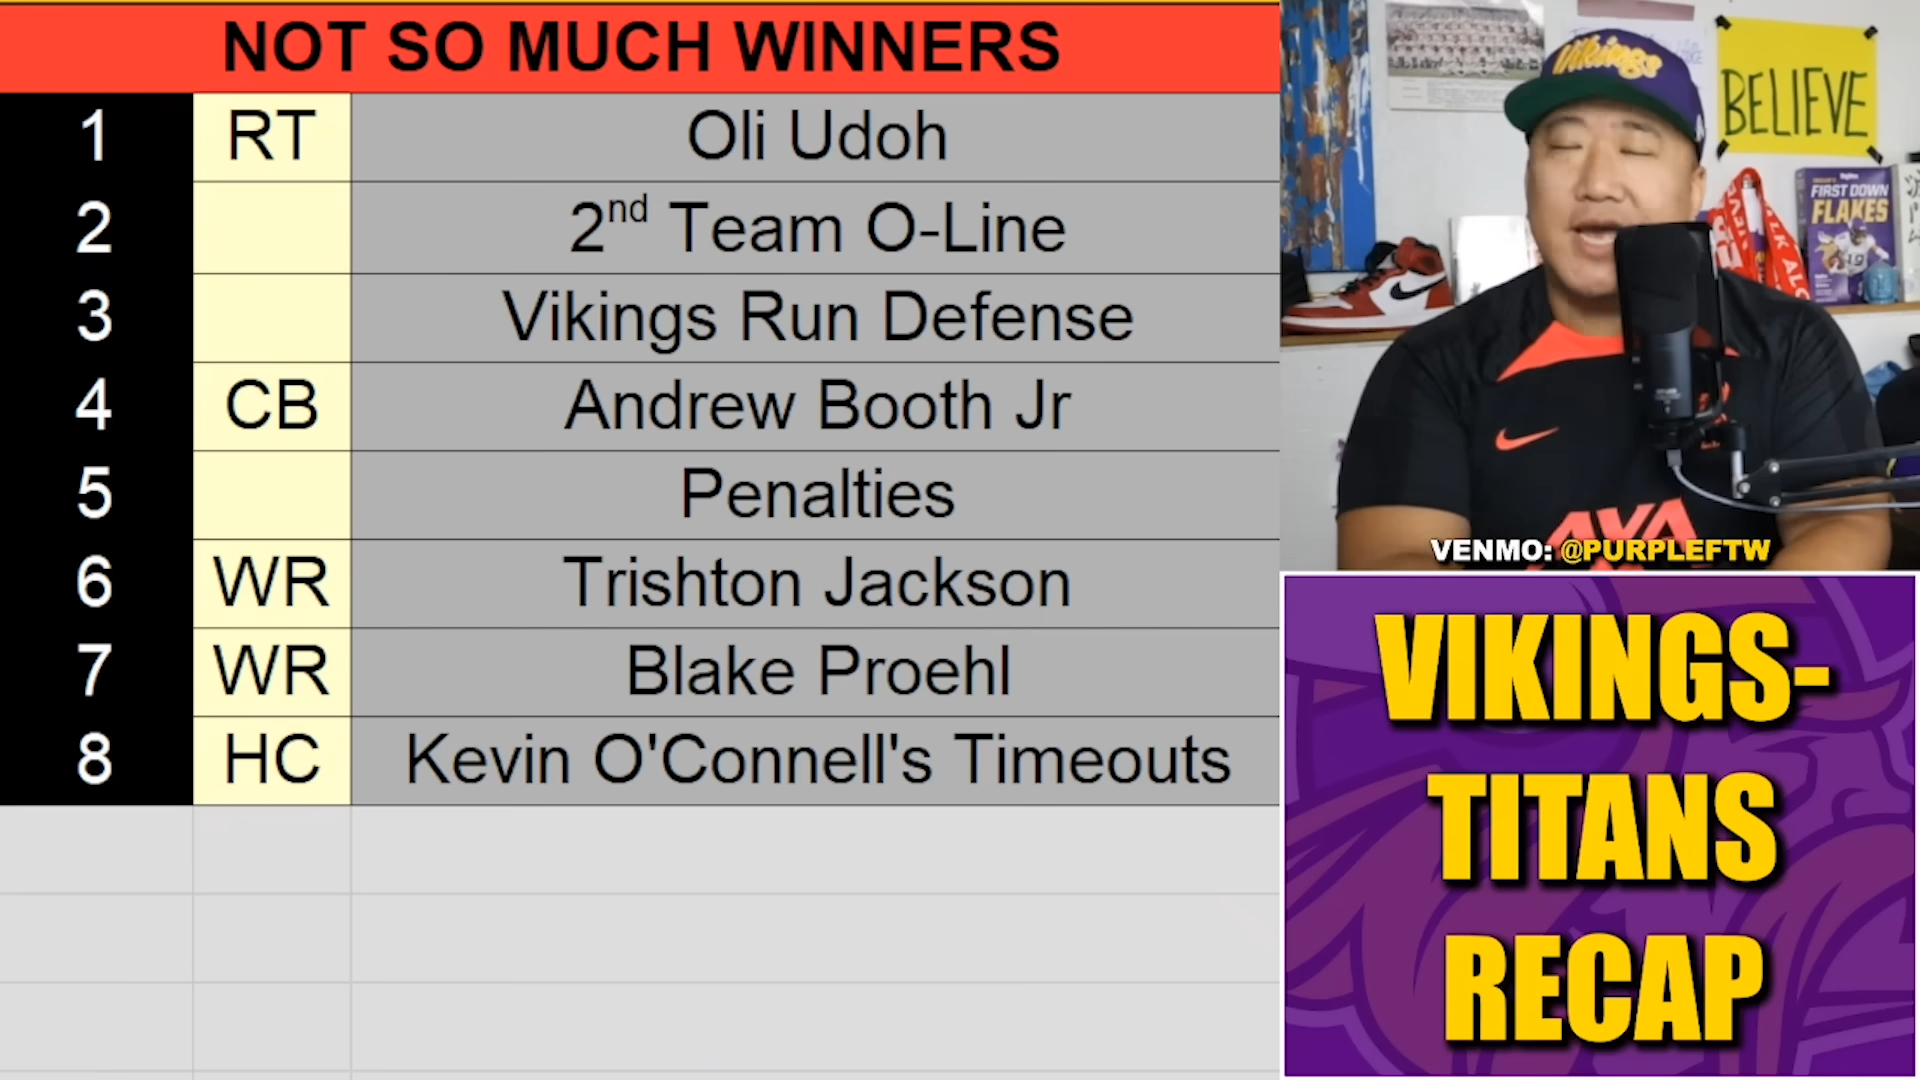 NOT SO MUCH WINNERS
1 RT Oli Udoh
2 2nd Team O-Line
3 Vikings Run Defense
4 CB Andrew Booth Jr
5 Penalties
6 WR Trishton Jackson
7 WR Blake Proehl
8 HC Kevin O'Connell's Timeouts
Vikings
BELIEVE
FIRST DOWN
FLAKES
AXA
VENMO: @PURPLEFTW
VIKINGS-
TITANS
RECAP